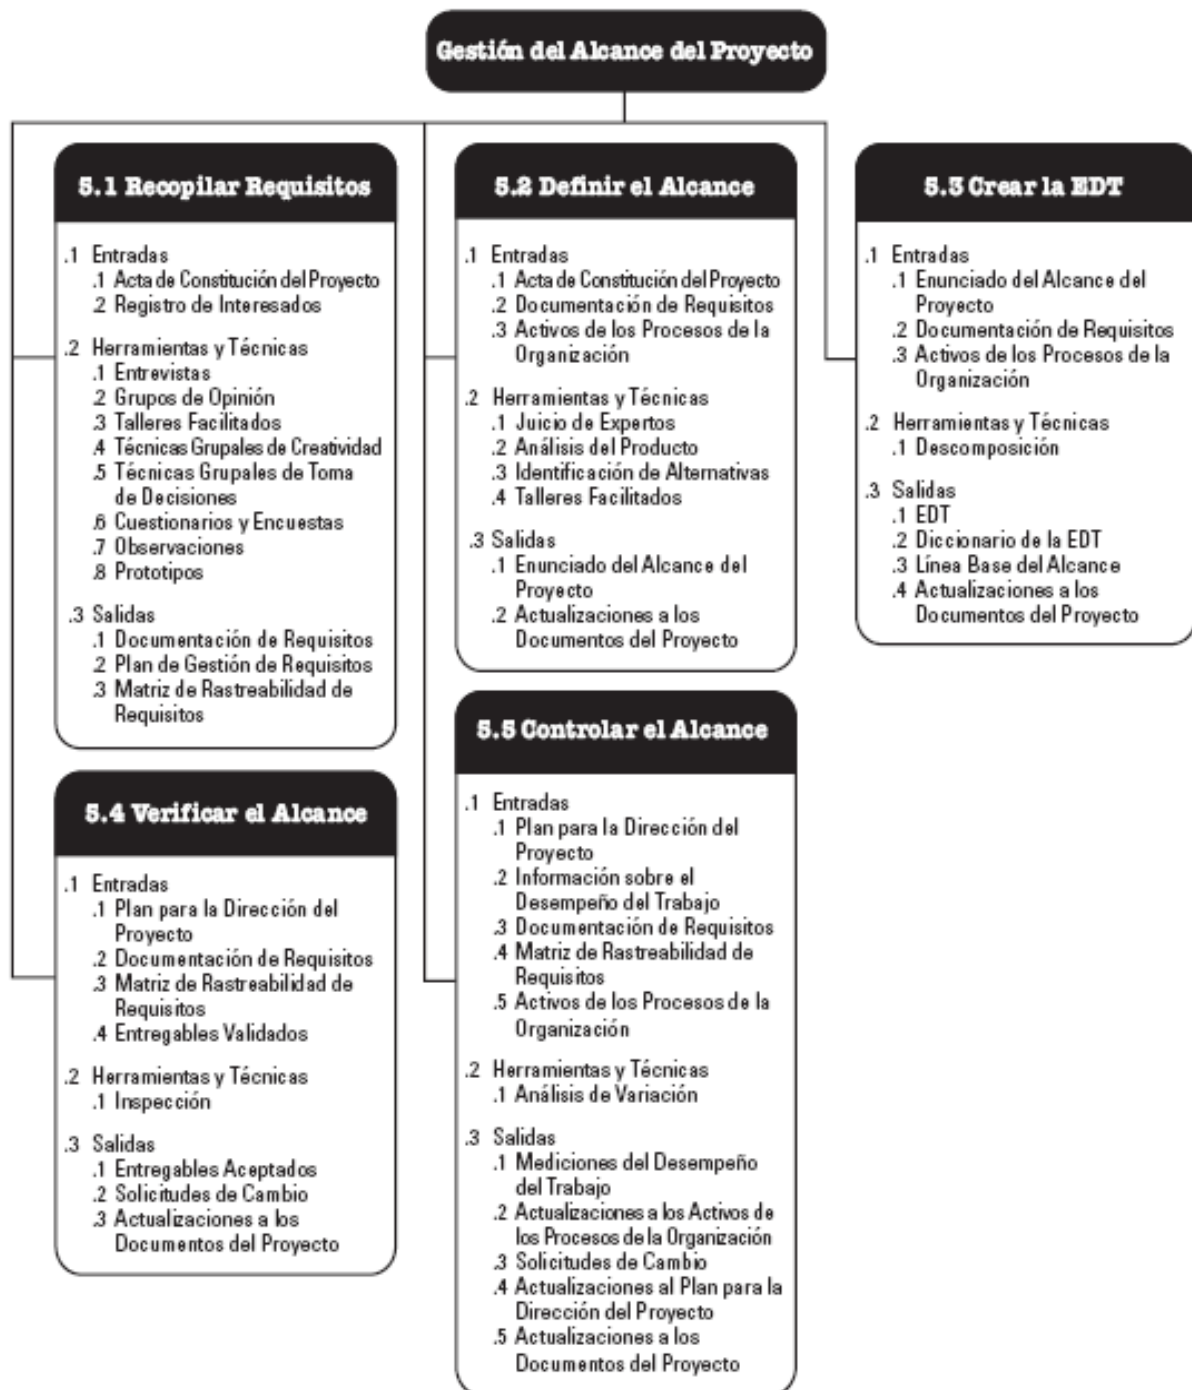 Gestión del Alcance del Proyecto
5.1 Recopilar Requisitos
.1 Entradas
.1 Acta de Constitución del Proyecto
.2 Registro de Interesados
.2 Herramientas y Técnicas
.1 Entrevistas
.2 Grupos de Opinión
.3 Talleres Facilitados
.4 Técnicas Grupales de Creatividad
.5 Técnicas Grupales de Toma
de Decisiones
.6 Cuestionarios y Encuestas
.7 Observaciones
.8 Prototipos
.3 Salidas
.1 Documentación de Requisitos
.2 Plan de Gestión de Requisitos
.3 Matriz de Rastreabilidad de
Requisitos
5.2 Definir el Alcance
.1 Entradas
.1 Acta de Constitución del Proyecto
.2 Documentación de Requisitos
.3 Activos de los Procesos de la
Organización
.2 Herramientas y Técnicas
.1 Juicio de Expertos
.2 Análisis del Producto
.3 Identificación de Alternativas
.4 Talleres Facilitados
.3 Salidas
.1 Enunciado del Alcance del
Proyecto
.2 Actualizaciones a los
Documentos del Proyecto
5.3 Crear la EDT
.1 Entradas
.1 Enunciado del Alcance del
Proyecto
.2 Documentación de Requisitos
.3 Activos de los Procesos de la
Organización
.2 Herramientas y Técnicas
.1 Descomposición
.3 Salidas
.1 EDT
.2 Diccionario de la EDT
.3 Línea Base del Alcance
.4 Actualizaciones a los
Documentos del Proyecto
5.4 Verificar el Alcance
.1 Entradas
.1 Plan para la Dirección del
Proyecto
.2 Documentación de Requisitos
.3 Matriz de Rastreabilidad de
Requisitos
.4 Entregables Validados
.2 Herramientas y Técnicas
.1 Inspección
.3 Salidas
.1 Entregables Aceptados
.2 Solicitudes de Cambio
.3 Actualizaciones a los
Documentos del Proyecto
5.5 Controlar el Alcance
.1 Entradas
.1 Plan para la Dirección del
Proyecto
.2 Información sobre el
Desempeño del Trabajo
.3 Documentación de Requisitos
.4 Matriz de Rastreabilidad de
Requisitos
.5 Activos de los Procesos de la
Organización
.2 Herramientas y Técnicas
.1 Análisis de Variación
.3 Salidas
.1 Mediciones del Desempeño
del Trabajo
.2 Actualizaciones a los Activos de
los Procesos de la Organización
.3 Solicitudes de Cambio
.4 Actualizaciones al Plan para la
Dirección del Proyecto
.5 Actualizaciones a los
Documentos del Proyecto